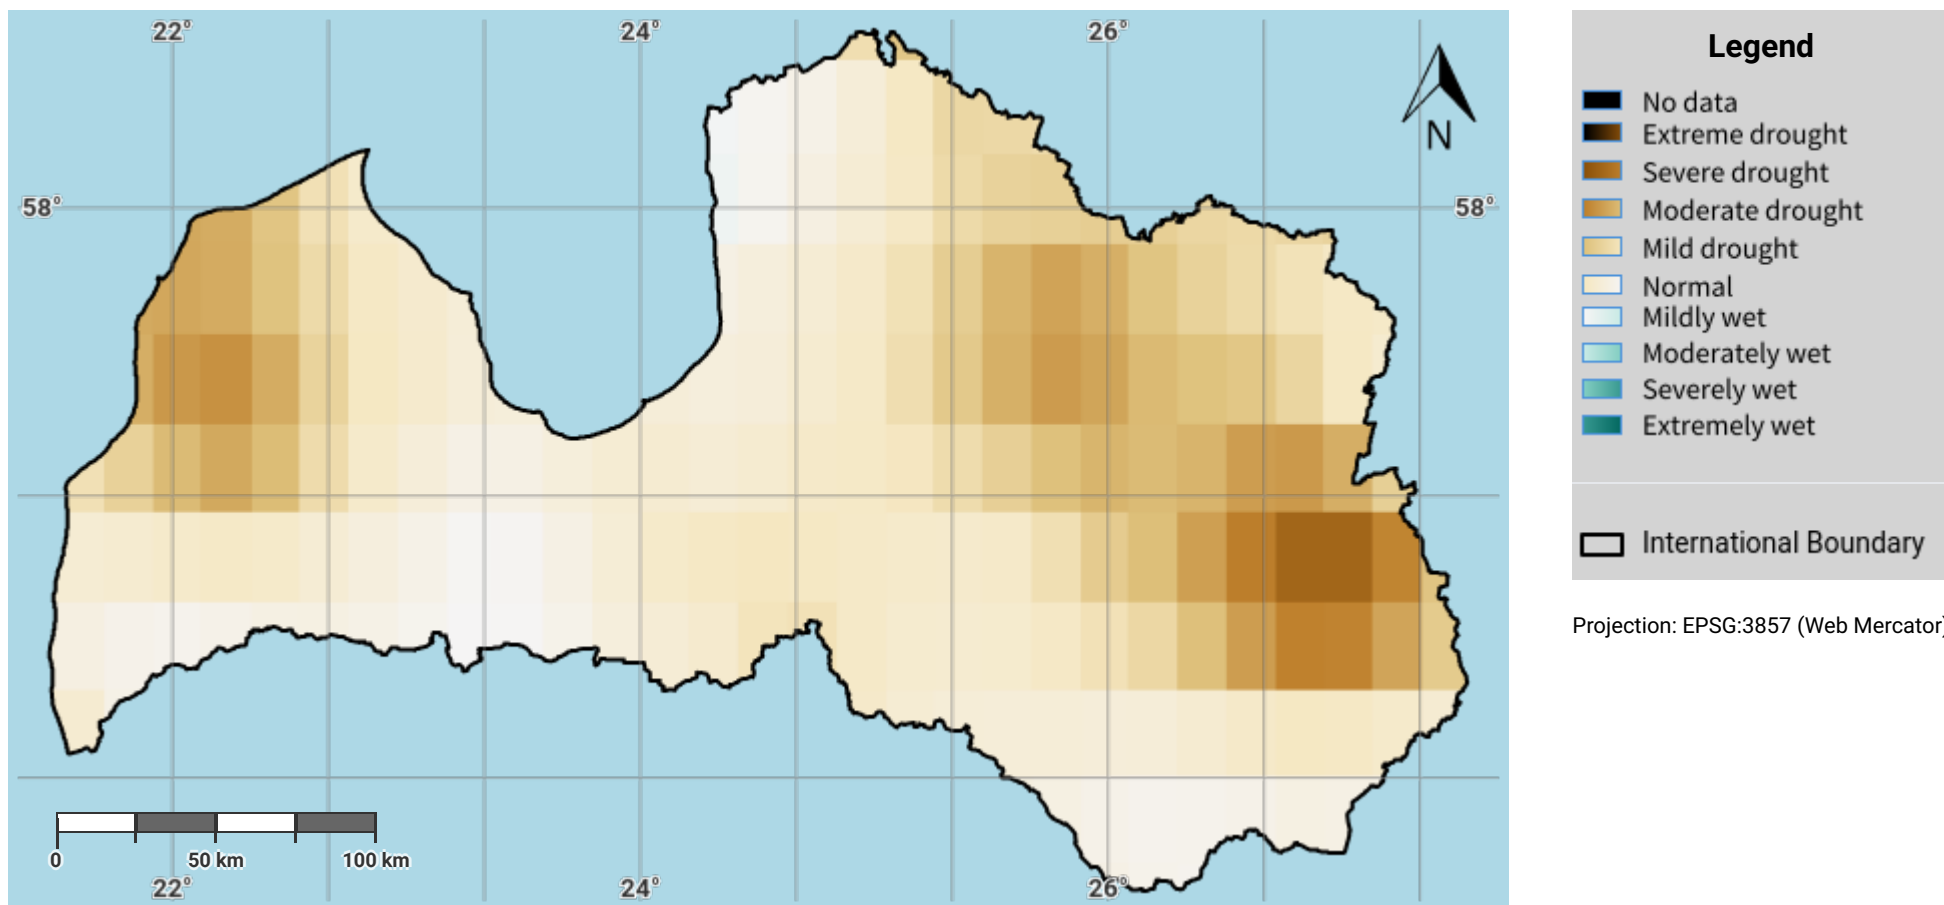 22° 24° 26°
N
58° 58°
0 50 km 100 km
22° 24° 26°
Legend
No data
Extreme drought
Severe drought
Moderate drought
Mild drought
Normal
Mildly wet
Moderately wet
Severely wet
Extremely wet
International Boundary
Projection: EPSG:3857 (Web Mercator)